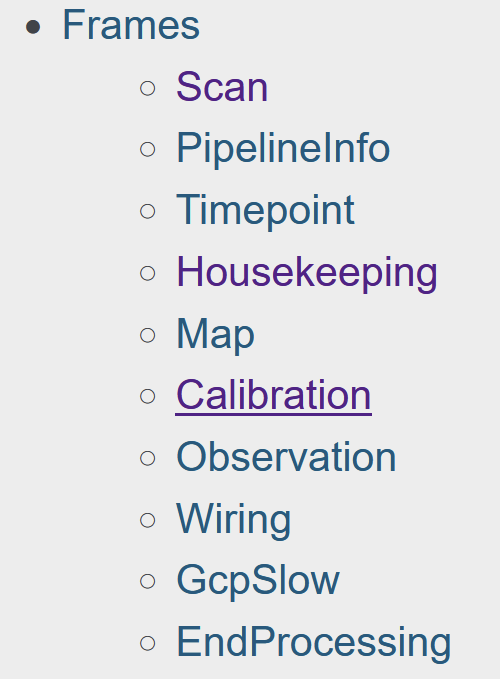 Frames
Scan
PipelineInfo
Timepoint
Housekeeping
Map
Calibration
Observation
Wiring
GcpSlow
EndProcessing